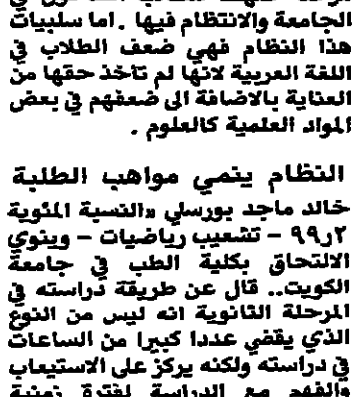 الجامعة والانتظام فيها . اما سلبيات
هذا النظام فهي ضعف الطلاب في
اللغة العربية لانها لم تاخذ حقها من
العناية بالاضافة الى ضعفهم في بعض
المواد العلمية كالعلوم .
النظام ينمي مواهب الطلبة
خالد ماجد بورسلي «النسبة المئوية
٩٩ر٢ - تشعيب رياضيات - وينوي
الالتحاق بكلية الطب في جامعة
الكويت.. قال عن طريقة دراسته في
المرحلة الثانوية انه ليس من النوع
الذي يقضي عددا كبيرا من الساعات
في دراسته ولكنه يركز على الاستيعاب
والفهم مع الدراسة لفترة زمنية